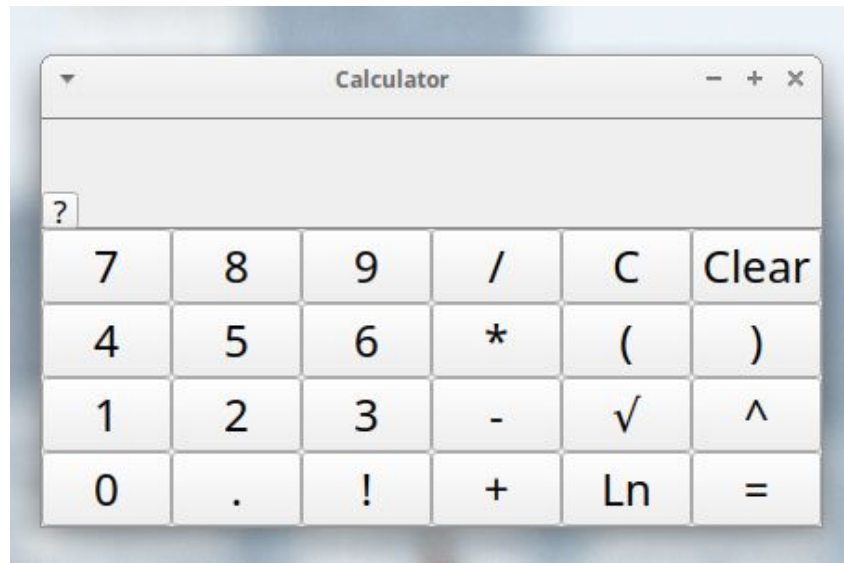 Calculator - + ×
?
7 8 9 / C Clear
4 5 6 * ( )
1 2 3 - √ ^
0 . ! + Ln =